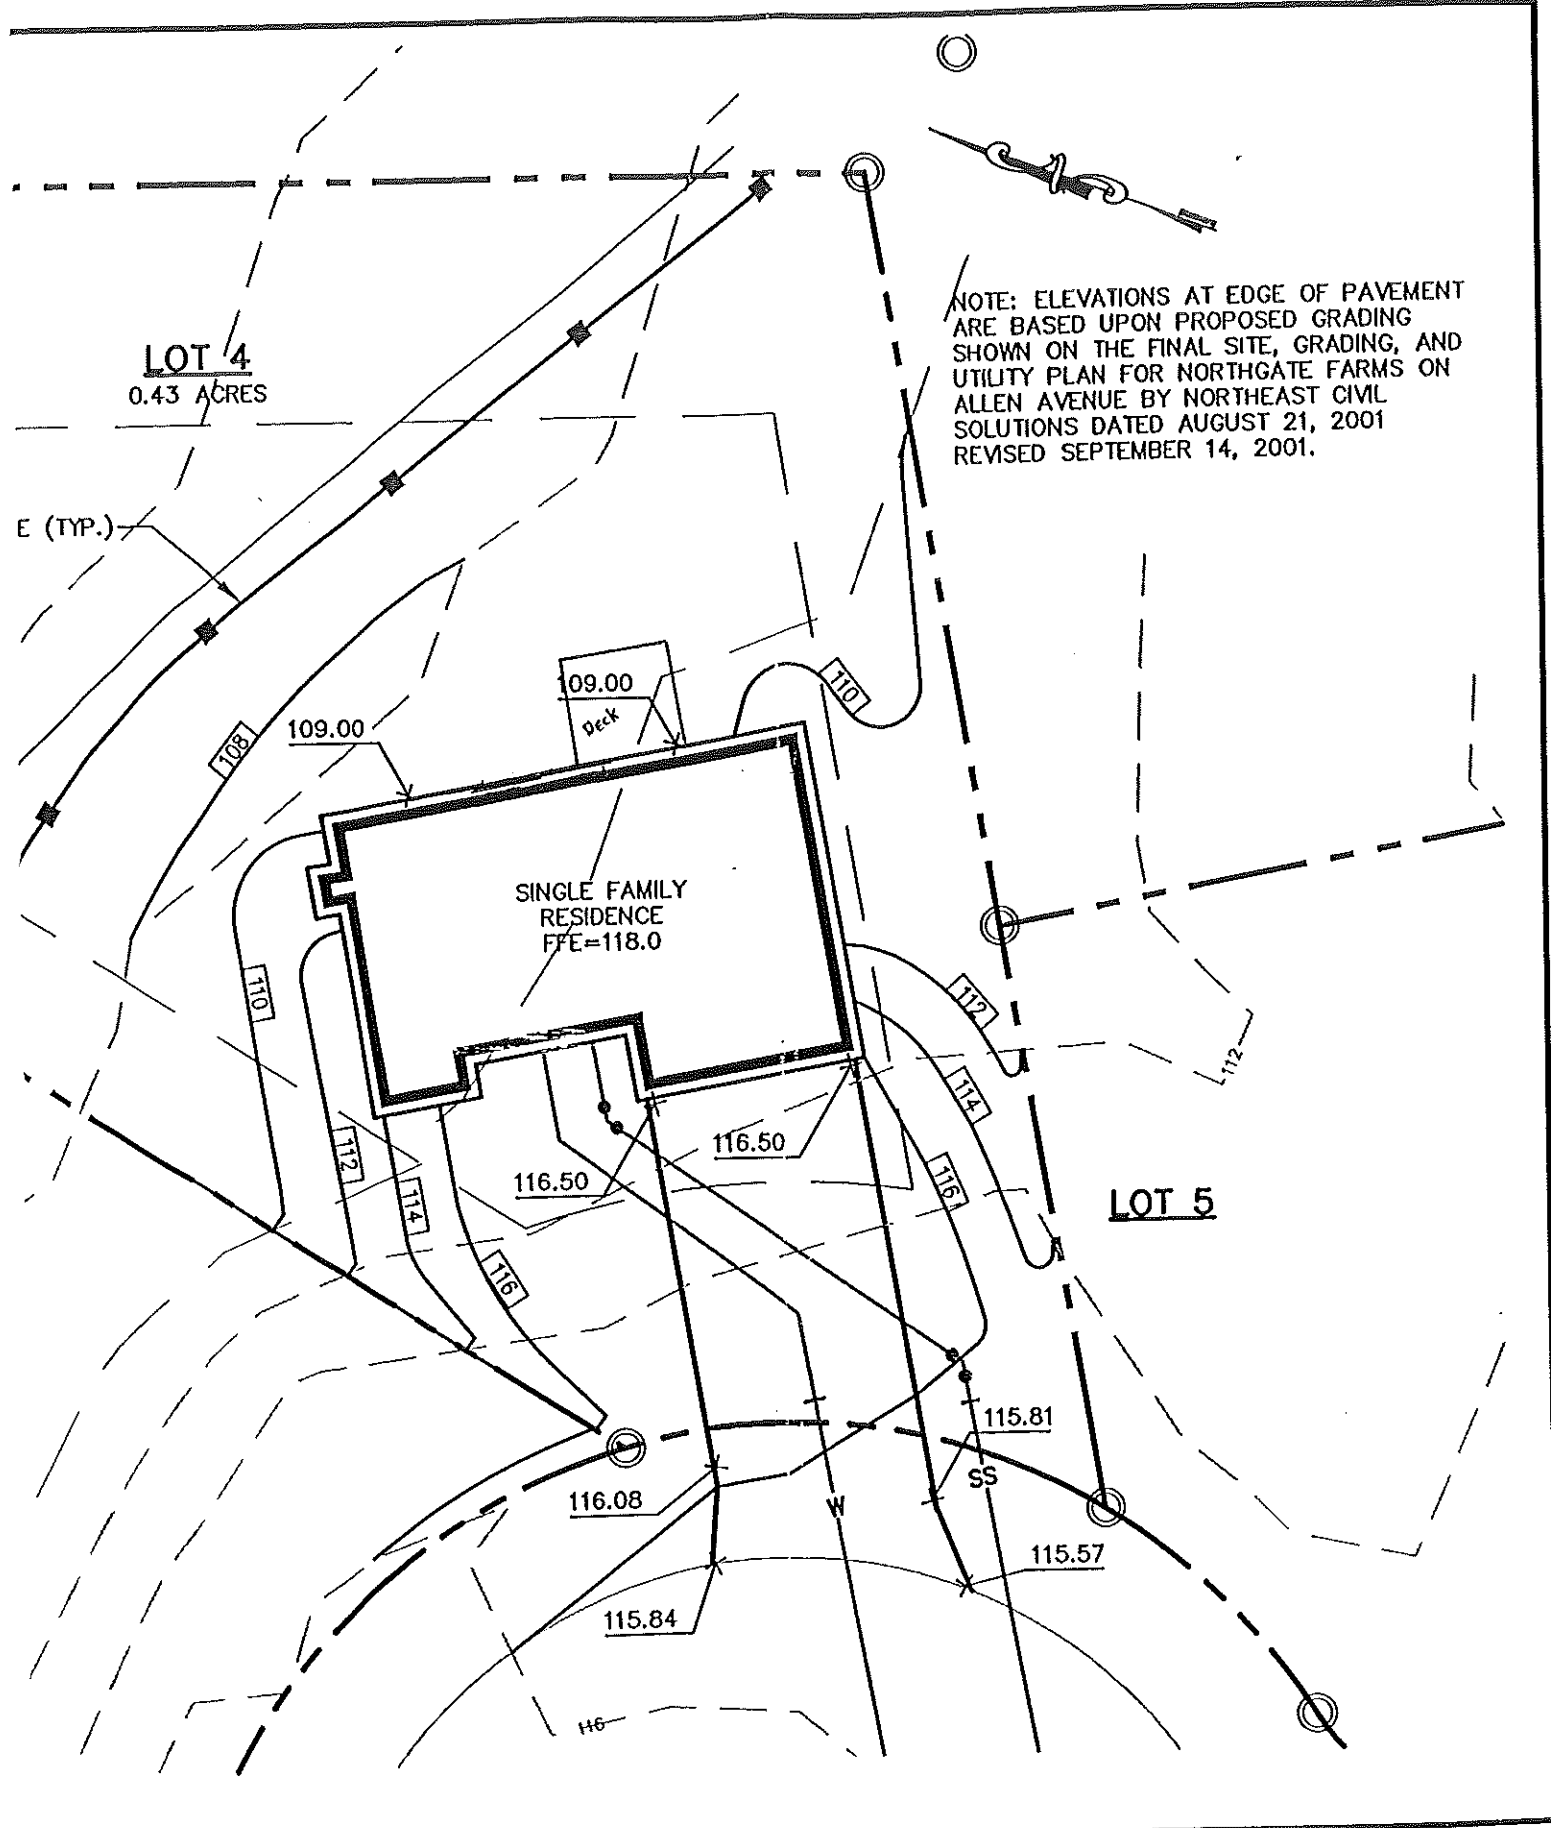 NOTE: ELEVATIONS AT EDGE OF PAVEMENT
ARE BASED UPON PROPOSED GRADING
SHOWN ON THE FINAL SITE, GRADING, AND
UTILITY PLAN FOR NORTHGATE FARMS ON
ALLEN AVENUE BY NORTHEAST CIVIL
SOLUTIONS DATED AUGUST 21, 2001
REVISED SEPTEMBER 14, 2001.
LOT 4
0.43 ACRES
E (TYP.)
109.00
Deck
110
108
109.00
SINGLE FAMILY
RESIDENCE
FFE=118.0
110
112
112
114
116.50
112
116.50
116
114
LOT 5
116
115.81
SS
116.08
W
115.57
115.84
116